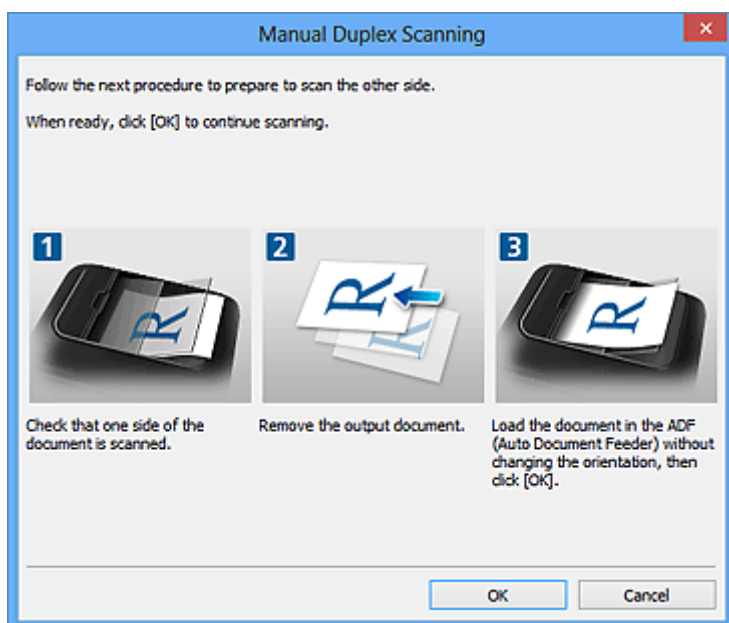 Manual Duplex Scanning
Follow the next procedure to prepare to scan the other side.
When ready, click [OK] to continue scanning.
1
2
3
R
R
R
R
Check that one side of the
document is scanned.
Remove the output document.
Load the document in the ADF
(Auto Document Feeder) without
changing the orientation, then
click [OK].
OK
Cancel